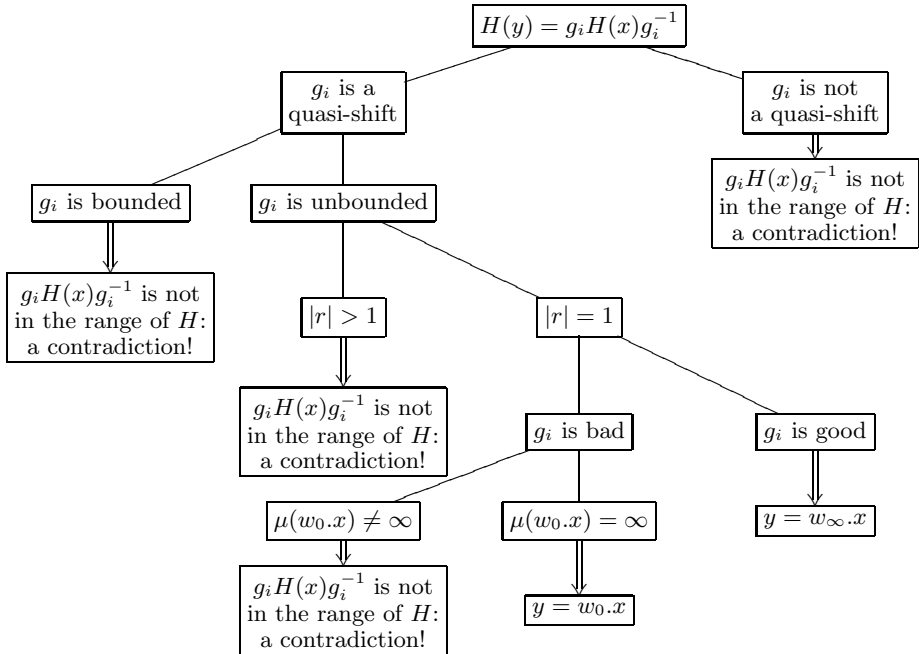 H(y) = g_i H(x) g_i^{-1}
g_i is a
quasi-shift
g_i is not
a quasi-shift
g_i H(x) g_i^{-1} is not
in the range of H:
a contradiction!
g_i is bounded
g_i is unbounded
g_i H(x) g_i^{-1} is not
in the range of H:
a contradiction!
|r| > 1
|r| = 1
g_i H(x) g_i^{-1} is not
in the range of H:
a contradiction!
g_i is bad
g_i is good
μ(w_0.x) ≠ ∞
μ(w_0.x) = ∞
y = w_∞.x
g_i H(x) g_i^{-1} is not
in the range of H:
a contradiction!
y = w_0.x